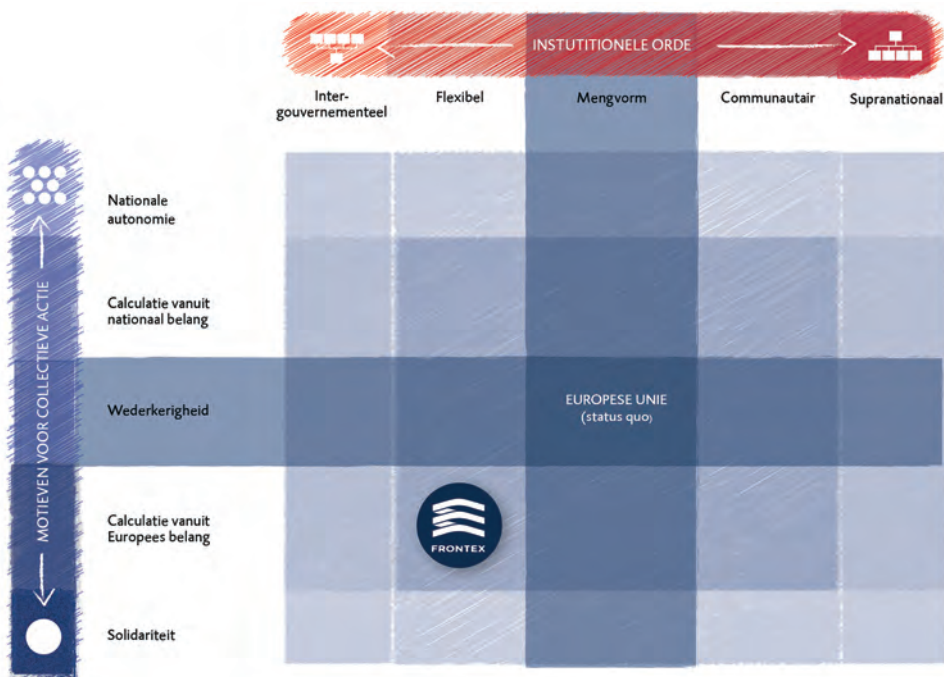 INSTUTITIONELE ORDE
Inter-
gouvernementeel
Flexibel
Mengvorm
Communautair
Supranationaal
MOTIEVEN VOOR COLLECTIEVE ACTIE
Nationale
autonomie
Calculatie vanuit
nationaal belang
Wederkerigheid
EUROPESE UNIE
(status quo)
Calculatie vanuit
Europees belang
FRONTEX
Solidariteit